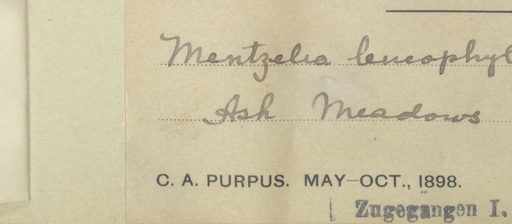 Mentzelia leucophyl
Ash Meadows
C. A. PURPUS. MAY–OCT., 1898.
Zugegangen I.